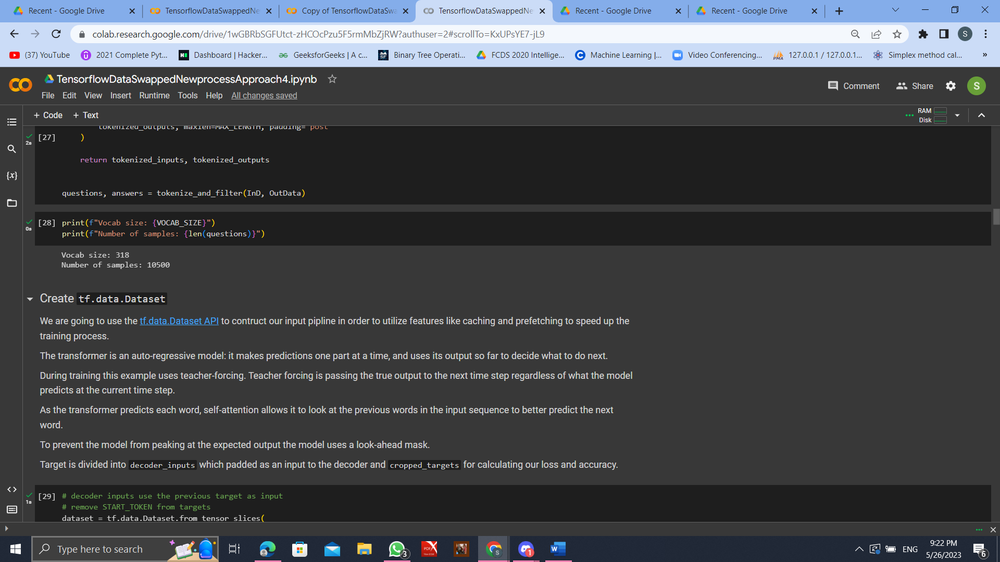 Recent - Google Drive
TensorflowDataSwappedNe
Copy of TensorflowDataSwa
TensorflowDataSwappedNe
Recent - Google Drive
Recent - Google Drive
colab.research.google.com/drive/1wGBRbSGFUtct-zHCOcPzu5F5rmMbZjRW?authuser=2#scrollTo=KxUPsYE7-jL9
S
(37) YouTube
2021 Complete Pyt...
Dashboard | Hacker...
GeeksforGeeks | A c...
Binary Tree Operati...
FCDS 2020 Intellige...
Machine Learning |...
Video Conferencing...
127.0.0.1 / 127.0.0.1...
Simplex method cal...
»
TensorflowDataSwappedNewprocessApproach4.ipynb
Comment
Share
S
File Edit View Insert Runtime Tools Help All changes saved
+ Code + Text
RAM
Disk
tokenized_outputs, maxlen=MAX_LENGTH, padding='post'
[27] )
2s
return tokenized_inputs, tokenized_outputs
questions, answers = tokenize_and_filter(InD, OutData)
[28] print(f"Vocab size: {VOCAB_SIZE}")
0s
print(f"Number of samples: {len(questions)}")
Vocab size: 318
Number of samples: 10500
Create tf.data.Dataset
We are going to use the tf.data.Dataset API to contruct our input pipline in order to utilize features like caching and prefetching to speed up the
training process.
The transformer is an auto-regressive model: it makes predictions one part at a time, and uses its output so far to decide what to do next.
During training this example uses teacher-forcing. Teacher forcing is passing the true output to the next time step regardless of what the model
predicts at the current time step.
As the transformer predicts each word, self-attention allows it to look at the previous words in the input sequence to better predict the next
word.
To prevent the model from peaking at the expected output the model uses a look-ahead mask.
Target is divided into decoder_inputs which padded as an input to the decoder and cropped_targets for calculating our loss and accuracy.
[29] # decoder inputs use the previous target as input
1s
# remove START_TOKEN from targets
dataset = tf.data.Dataset.from_tensor_slices(
Type here to search
3
1
ENG
9:22 PM
5/26/2023
6